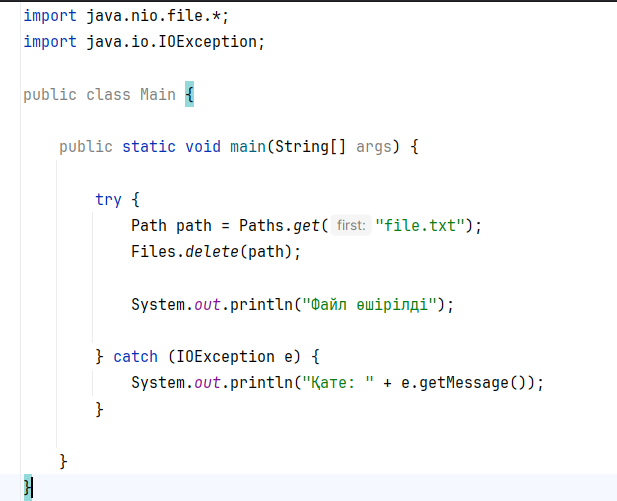 import java.nio.file.*;
import java.io.IOException;
public class Main {
public static void main(String[] args) {
try {
Path path = Paths.get( first: "file.txt");
Files.delete(path);
System.out.println("Файл өшірілді");
} catch (IOException e) {
System.out.println("Қате: " + e.getMessage());
}
}
}